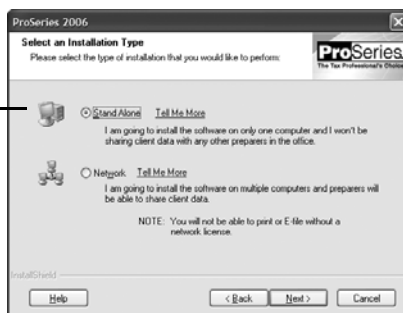 ProSeries 2006
Select an Installation Type
Please select the type of installation that you would like to perform:
ProSeries
The Tax Professional's Choice
Stand Alone Tell Me More
I am going to install the software on only one computer and I won't be
sharing client data with any other preparers in the office.
Network Tell Me More
I am going to install the software on multiple computers and preparers will
be able to share client data.
NOTE: You will not be able to print or E-file without a
network license.
InstallShield
Help
< Back
Next >
Cancel